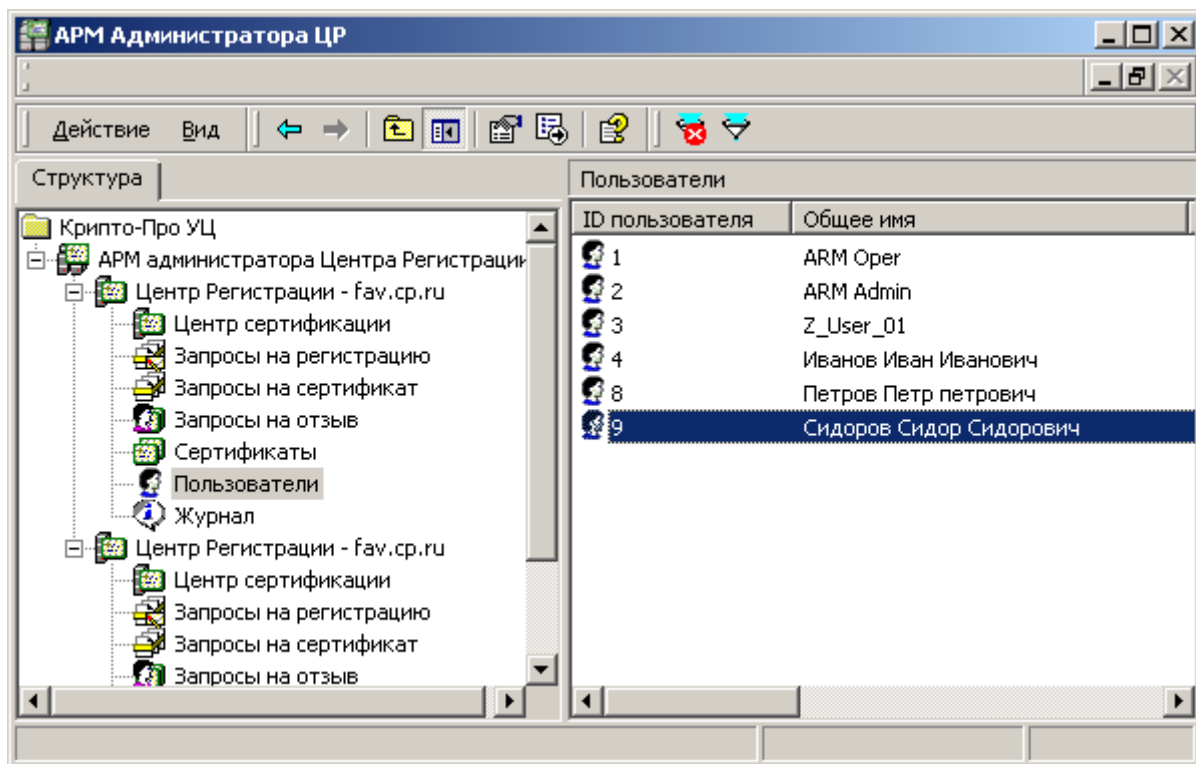 АРМ Администратора ЦР
Действие Вид
Структура
Пользователи
Крипто-Про УЦ
АРМ администратора Центра Регистрации
Центр Регистрации - fav.cp.ru
Центр сертификации
Запросы на регистрацию
Запросы на сертификат
Запросы на отзыв
Сертификаты
Пользователи
Журнал
Центр Регистрации - fav.cp.ru
Центр сертификации
Запросы на регистрацию
Запросы на сертификат
Запросы на отзыв
ID пользователя Общее имя
1 ARM Oper
2 ARM Admin
3 Z_User_01
4 Иванов Иван Иванович
8 Петров Петр петрович
9 Сидоров Сидор Сидорович